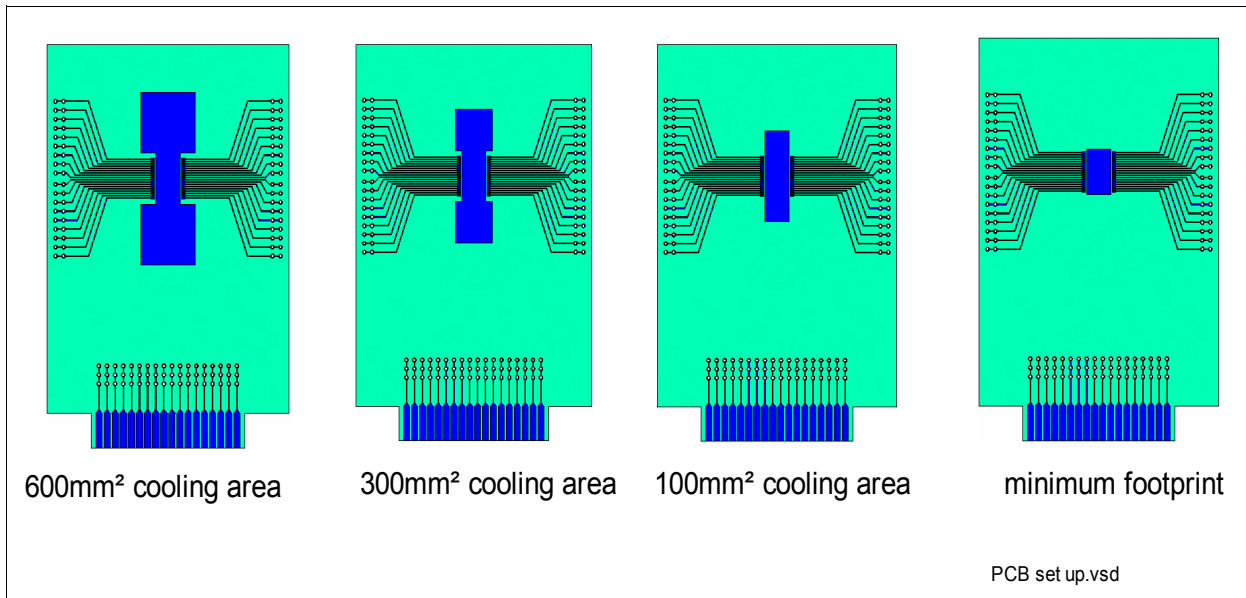 600mm² cooling area
300mm² cooling area
100mm² cooling area
minimum footprint
PCB set up.vsd